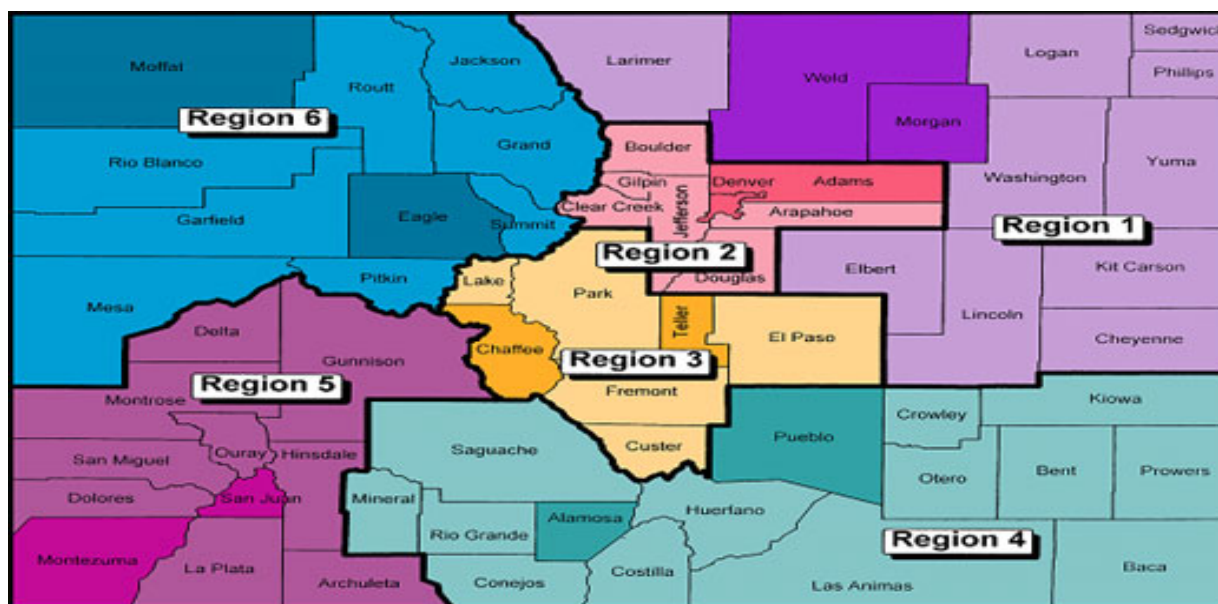 Moffat
Routt
Jackson
Larimer
Weld
Logan
Sedgwic
Phillips
Region 6
Morgan
Rio Blanco
Grand
Boulder
Washington
Yuma
Gilpin
Denver
Adams
Garfield
Eagle
Summit
Clear Creek
Jefferson
Arapahoe
Region 1
Region 2
Mesa
Pitkin
Lake
Park
Douglas
Elbert
Kit Carson
Lincoln
Delta
Gunnison
Chaffee
Teller
El Paso
Cheyenne
Region 5
Region 3
Montrose
Fremont
Crowley
Kiowa
San Miguel
Ouray
Hinsdale
Saguache
Custer
Pueblo
Otero
Bent
Prowers
Dolores
San Juan
Mineral
Rio Grande
Alamosa
Huerfano
Region 4
Montezuma
La Plata
Archuleta
Conejos
Costilla
Las Animas
Baca